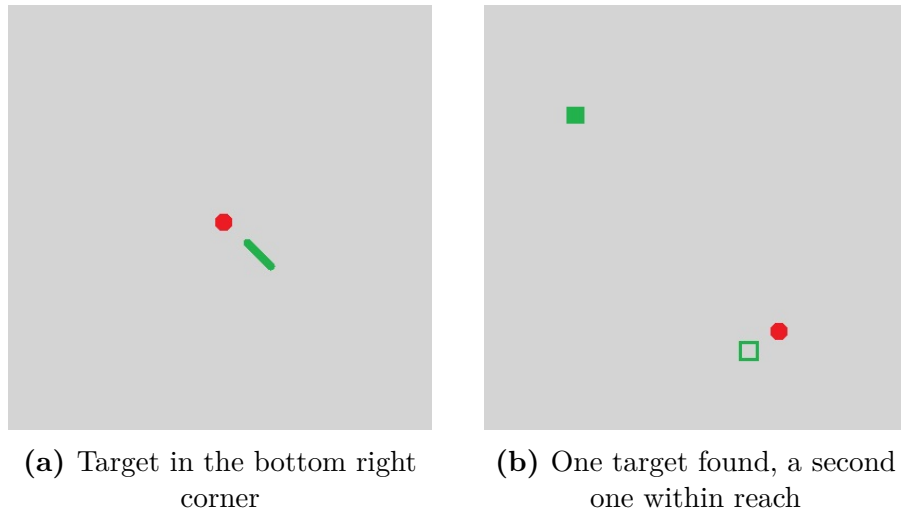 (a) Target in the bottom right
corner
(b) One target found, a second
one within reach